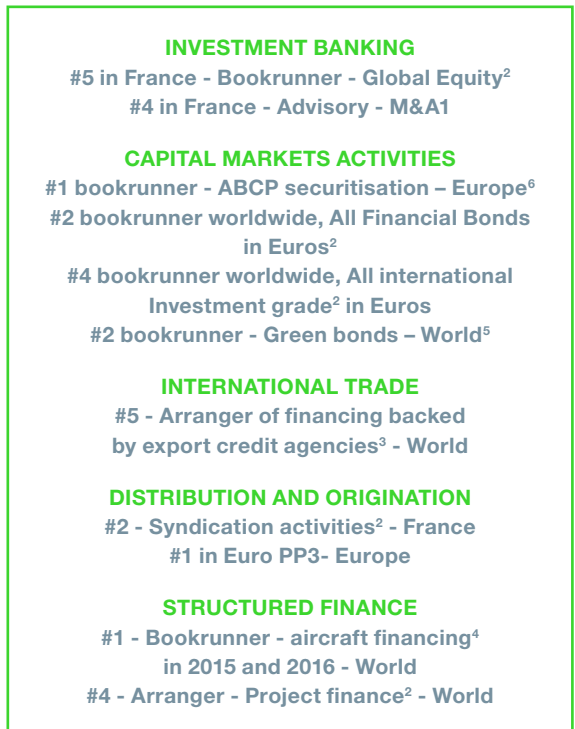 INVESTMENT BANKING
#5 in France - Bookrunner - Global Equity²
#4 in France - Advisory - M&A1
CAPITAL MARKETS ACTIVITIES
#1 bookrunner - ABCP securitisation – Europe⁶
#2 bookrunner worldwide, All Financial Bonds
in Euros²
#4 bookrunner worldwide, All international
Investment grade² in Euros
#2 bookrunner - Green bonds – World⁵
INTERNATIONAL TRADE
#5 - Arranger of financing backed
by export credit agencies³ - World
DISTRIBUTION AND ORIGINATION
#2 - Syndication activities² - France
#1 in Euro PP3- Europe
STRUCTURED FINANCE
#1 - Bookrunner - aircraft financing⁴
in 2015 and 2016 - World
#4 - Arranger - Project finance² - World